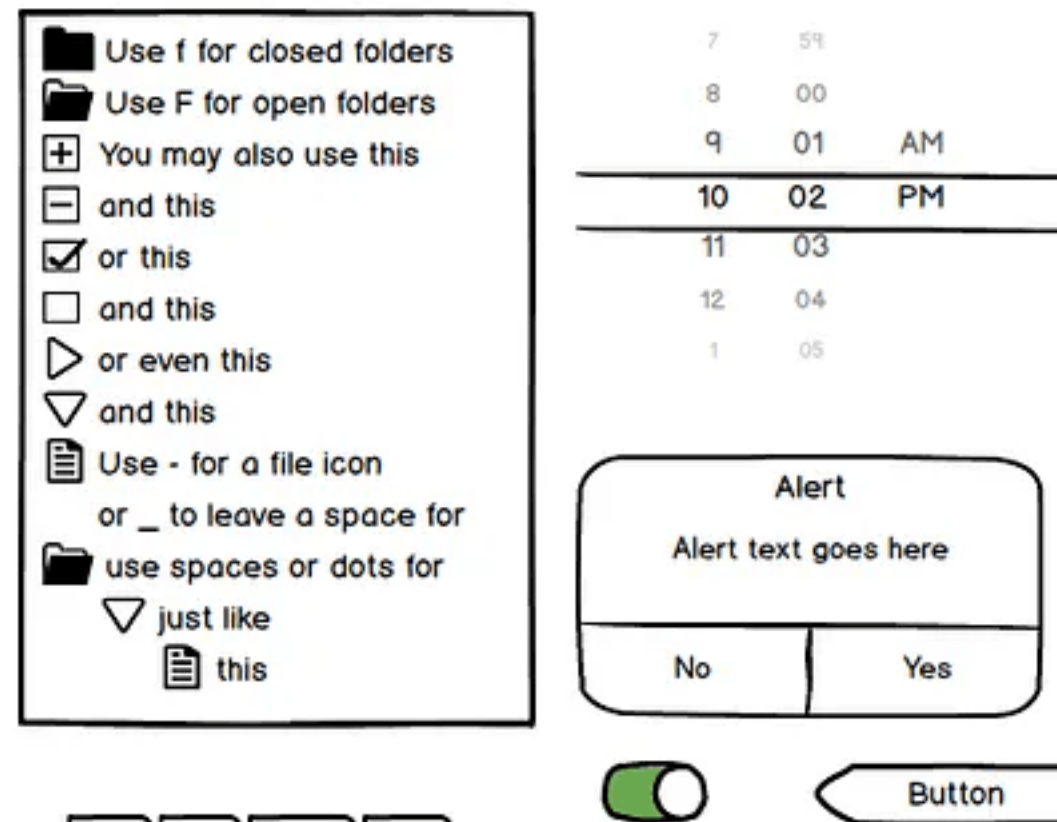 Use f for closed folders
Use F for open folders
You may also use this
and this
or this
and this
or even this
and this
Use - for a file icon
or _ to leave a space for
use spaces or dots for
just like
this
7 59
8 00
9 01 AM
10 02 PM
11 03
12 04
1 05
Alert
Alert text goes here
No Yes
Button